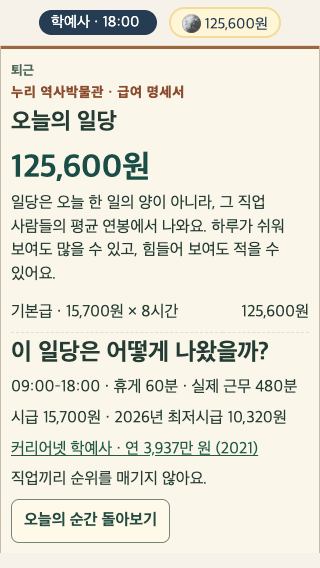 학예사 · 18:00
125,600원
퇴근
누리 역사박물관 · 급여 명세서
오늘의 일당
125,600원
일당은 오늘 한 일의 양이 아니라, 그 직업
사람들의 평균 연봉에서 나와요. 하루가 쉬워
보여도 많을 수 있고, 힘들어 보여도 적을 수
있어요.
기본급 · 15,700원 × 8시간 125,600원
이 일당은 어떻게 나왔을까?
09:00-18:00 · 휴게 60분 · 실제 근무 480분
시급 15,700원 · 2026년 최저시급 10,320원
커리어넷 학예사 · 연 3,937만 원 (2021)
직업끼리 순위를 매기지 않아요.
오늘의 순간 돌아보기